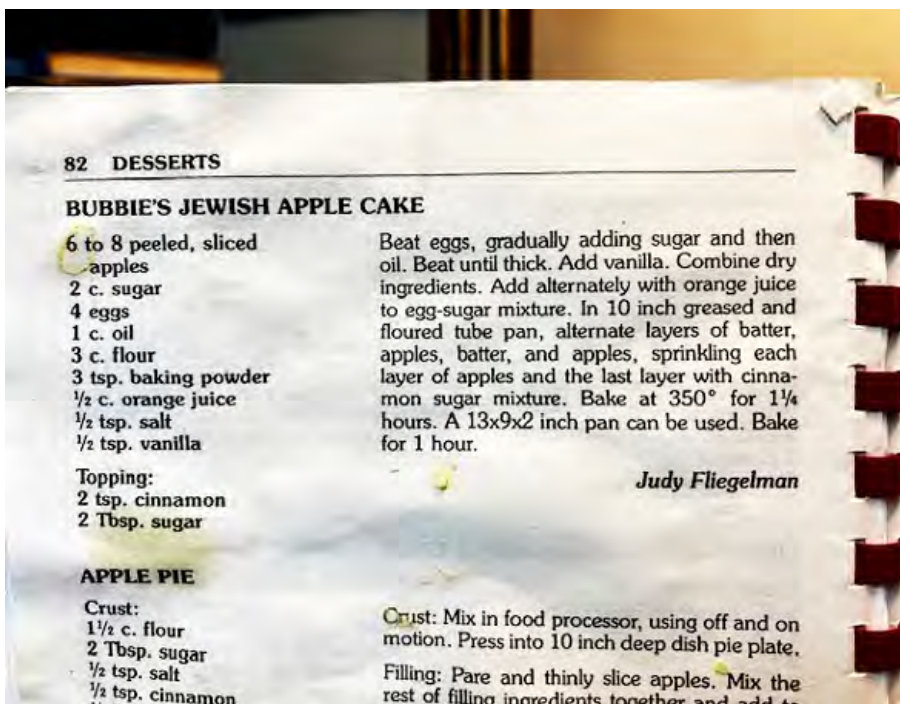 82 DESSERTS
BUBBIE'S JEWISH APPLE CAKE
6 to 8 peeled, sliced
apples
2 c. sugar
4 eggs
1 c. oil
3 c. flour
3 tsp. baking powder
½ c. orange juice
½ tsp. salt
½ tsp. vanilla
Topping:
2 tsp. cinnamon
2 Tbsp. sugar
Beat eggs, gradually adding sugar and then
oil. Beat until thick. Add vanilla. Combine dry
ingredients. Add alternately with orange juice
to egg-sugar mixture. In 10 inch greased and
floured tube pan, alternate layers of batter,
apples, batter, and apples, sprinkling each
layer of apples and the last layer with cinna-
mon sugar mixture. Bake at 350° for 1¼
hours. A 13x9x2 inch pan can be used. Bake
for 1 hour.
Judy Fliegelman
APPLE PIE
Crust:
1½ c. flour
2 Tbsp. sugar
½ tsp. salt
½ tsp. cinnamon
Crust: Mix in food processor, using off and on
motion. Press into 10 inch deep dish pie plate.
Filling: Pare and thinly slice apples. Mix the
rest of filling ingredients together and add to